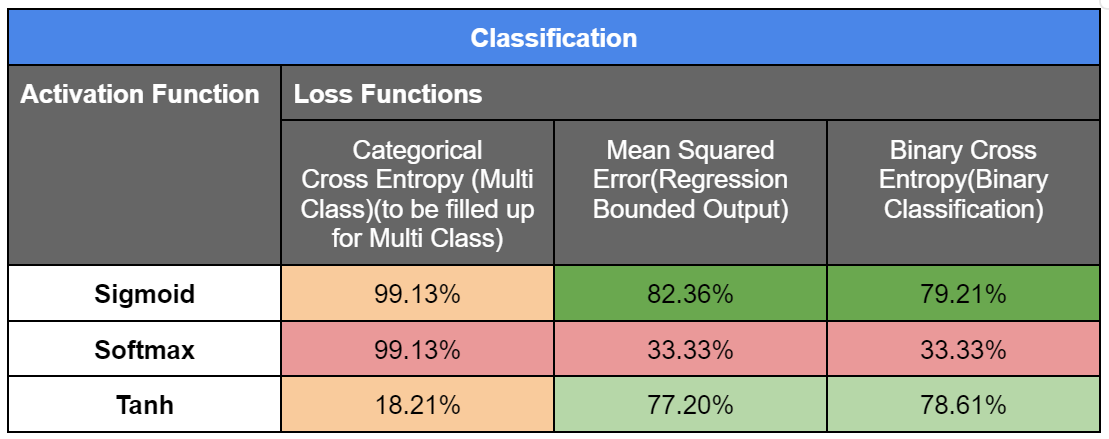 Classification
Activation Function
Loss Functions
Categorical
Cross Entropy (Multi
Class)(to be filled up
for Multi Class)
Mean Squared
Error(Regression
Bounded Output)
Binary Cross
Entropy(Binary
Classification)
Sigmoid 99.13% 82.36% 79.21%
Softmax 99.13% 33.33% 33.33%
Tanh 18.21% 77.20% 78.61%